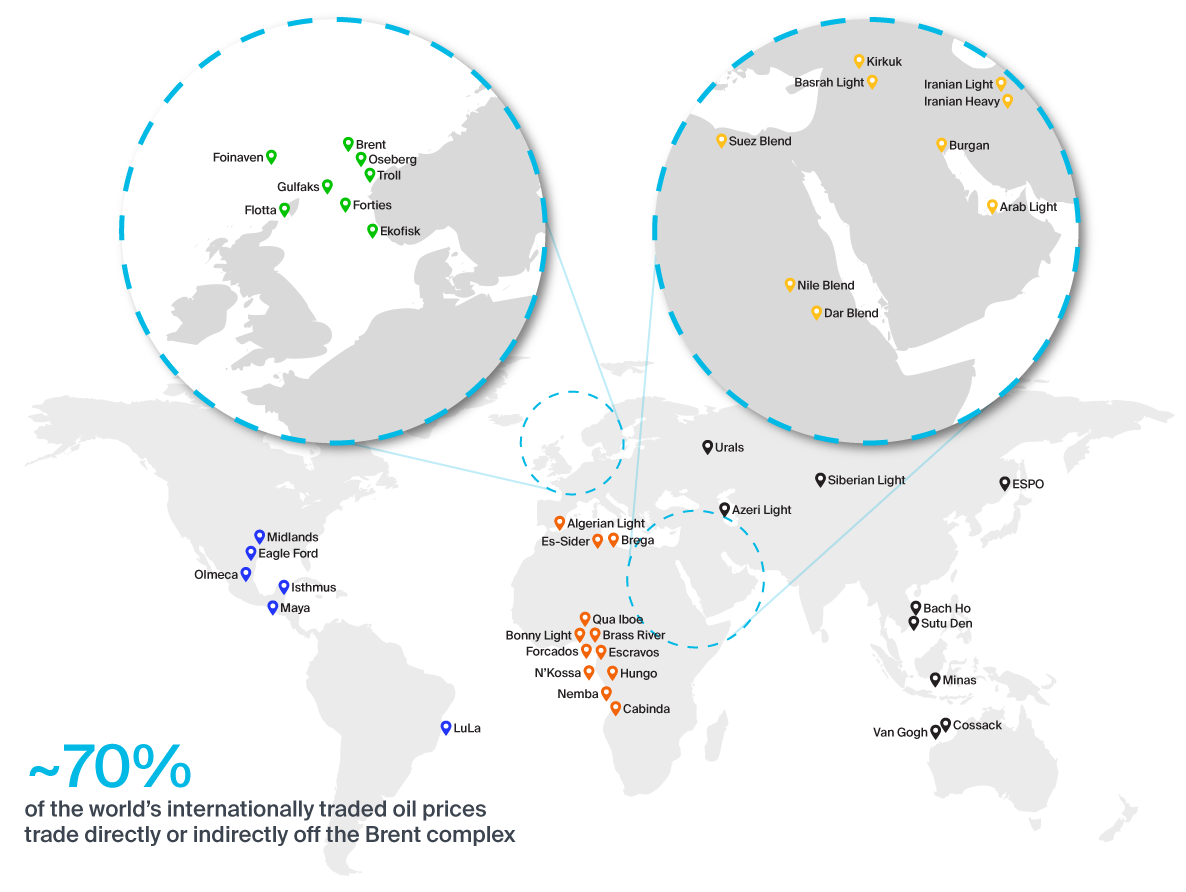 Kirkuk
Basrah Light
Iranian Light
Iranian Heavy
Brent
Foinaven
Oseberg
Troll
Suez Blend
Burgan
Gulfaks
Flotta
Forties
Arab Light
Ekofisk
Nile Blend
Dar Blend
Urals
Siberian Light
ESPO
Azeri Light
Algerian Light
Es-Sider
Brega
Midlands
Eagle Ford
Olmeca
Isthmus
Maya
Qua Iboe
Bonny Light
Brass River
Forcados
Escravos
N'Kossa
Hungo
Nemba
Cabinda
Bach Ho
Sutu Den
Minas
Cossack
Van Gogh
LuLa
~70%
of the world's internationally traded oil prices
trade directly or indirectly off the Brent complex